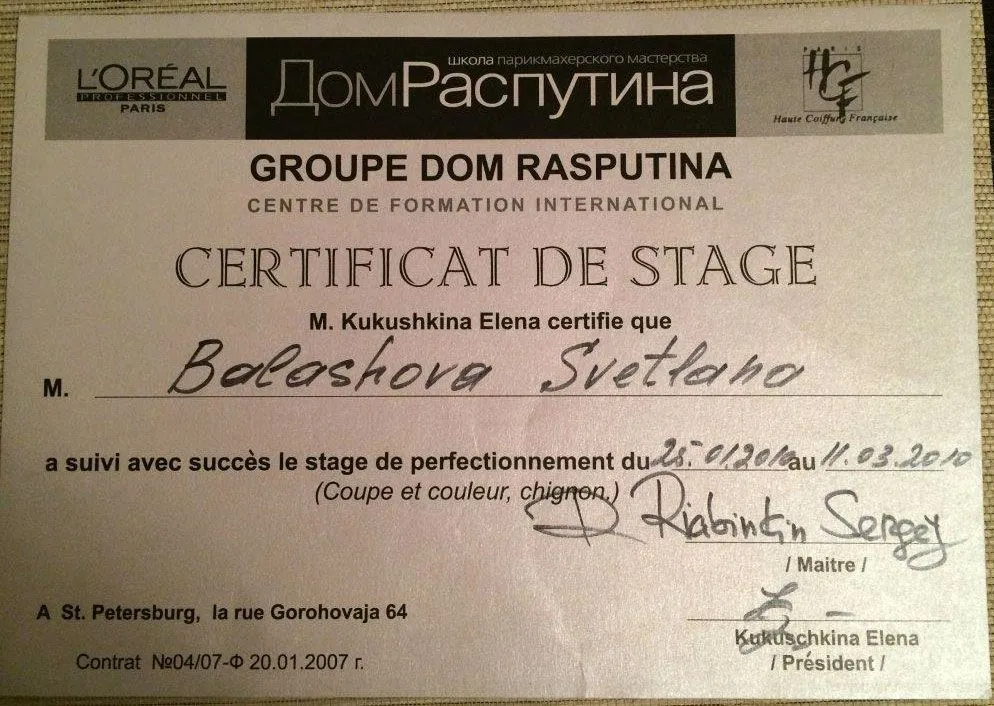 L'ORÉAL
PROFESSIONNEL
PARIS
школа парикмахерского мастерства
ДомРаспутина
PARIS
HCF
Haute Coiffure Française
GROUPE DOM RASPUTINA
CENTRE DE FORMATION INTERNATIONAL
CERTIFICAT DE STAGE
M. Kukushkina Elena certifie que
M. Balashova Svetlana
a suivi avec succès le stage de perfectionnement du 25.01.2010 au 11.03.2010
(Coupe et couleur, chignon.)
Riabinkin Sergey
/ Maitre /
A St. Petersburg, la rue Gorohovaja 64
Kukuschkina Elena
Contrat №04/07-Ф 20.01.2007 г.
/ Président /